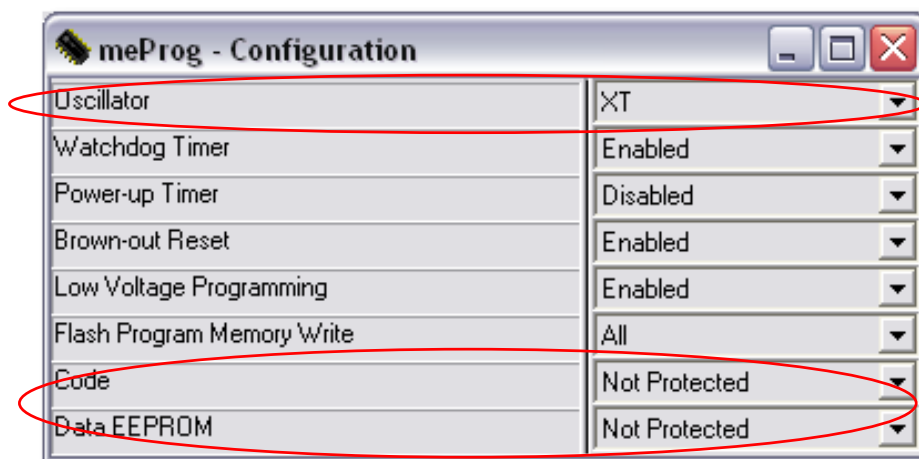 meProg - Configuration
Oscillator XT
Watchdog Timer Enabled
Power-up Timer Disabled
Brown-out Reset Enabled
Low Voltage Programming Enabled
Flash Program Memory Write All
Code Not Protected
Data EEPROM Not Protected